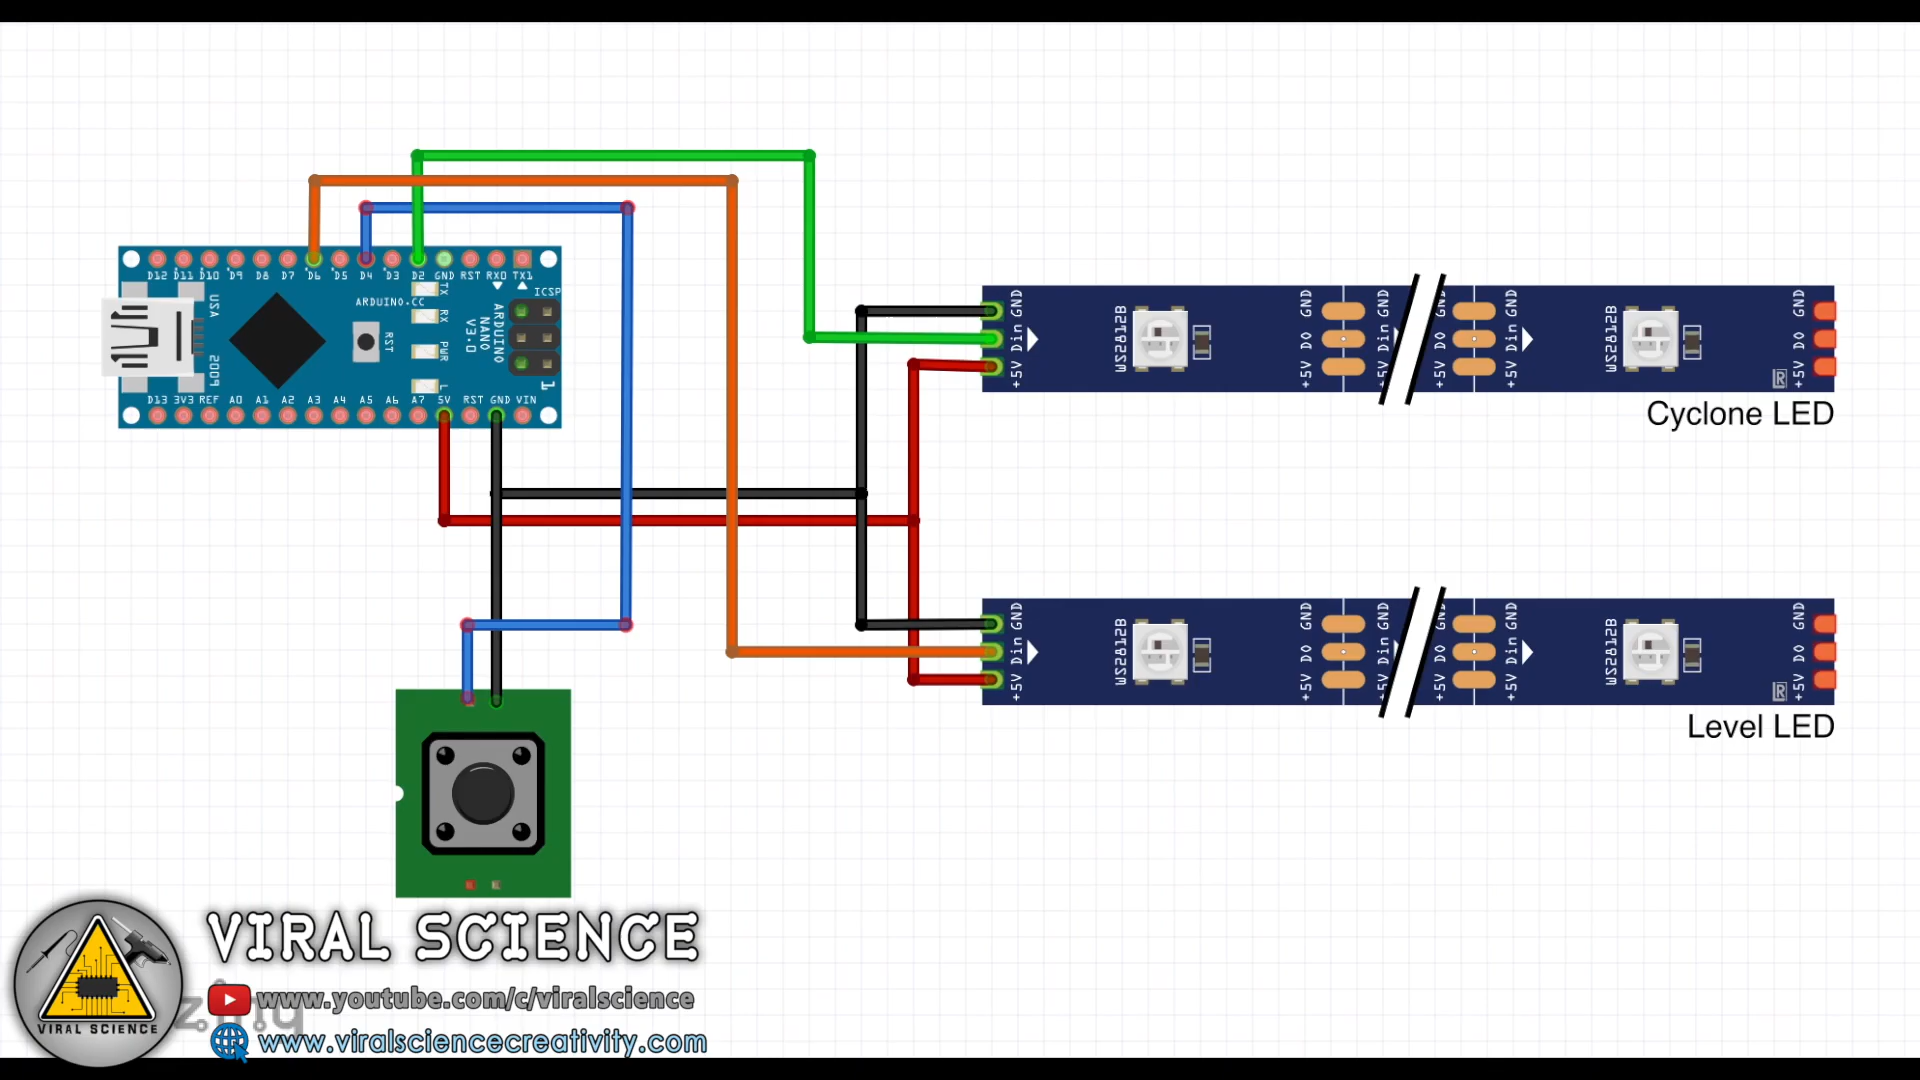 D12 D11 D10 D9 D8 D7 D6 D5 D4 D3 D2 GND RST RX0 TX1
ARDUINO.CC
ICSP
USA
2009
RST
TX
RX
PWR
L
ARDUINO
NANO
V3.0
1
D13 3V3 REF A0 A1 A2 A3 A4 A5 A6 A7 5V RST GND VIN
GND
Din
+5V
WS2812B
GND
DO
+5V
GND
Din
+5V
GND
DO
+5V
GND
Din
+5V
WS2812B
GND
DO
+5V
R
Cyclone LED
GND
Din
+5V
WS2812B
GND
DO
+5V
GND
Din
+5V
GND
DO
+5V
GND
Din
+5V
WS2812B
GND
DO
+5V
R
Level LED
VIRAL SCIENCE
www.youtube.com/c/viralscience
VIRAL SCIENCE
www.viralsciencecreativity.com